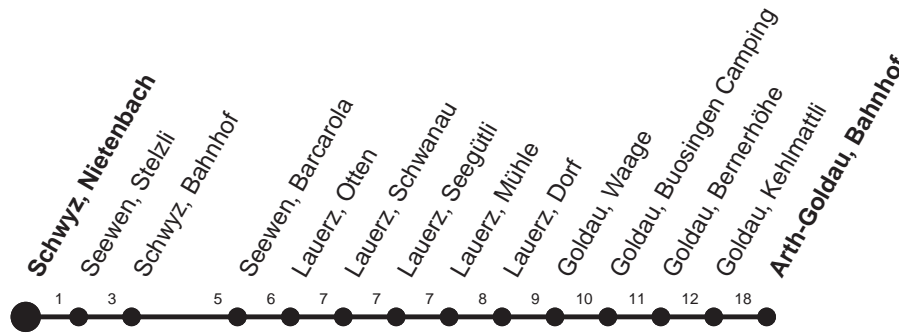 Schwyz, Nietenbach
Seewen, Stelzli
Schwyz, Bahnhof
Seewen, Barcarola
Lauerz, Otten
Lauerz, Schwanau
Lauerz, Seegütli
Lauerz, Mühle
Lauerz, Dorf
Goldau, Waage
Goldau, Buosingen Camping
Goldau, Bernerhöhe
Goldau, Kehlmattli
Arth-Goldau, Bahnhof
1 3 5 6 7 7 7 8 9 10 11 12 18